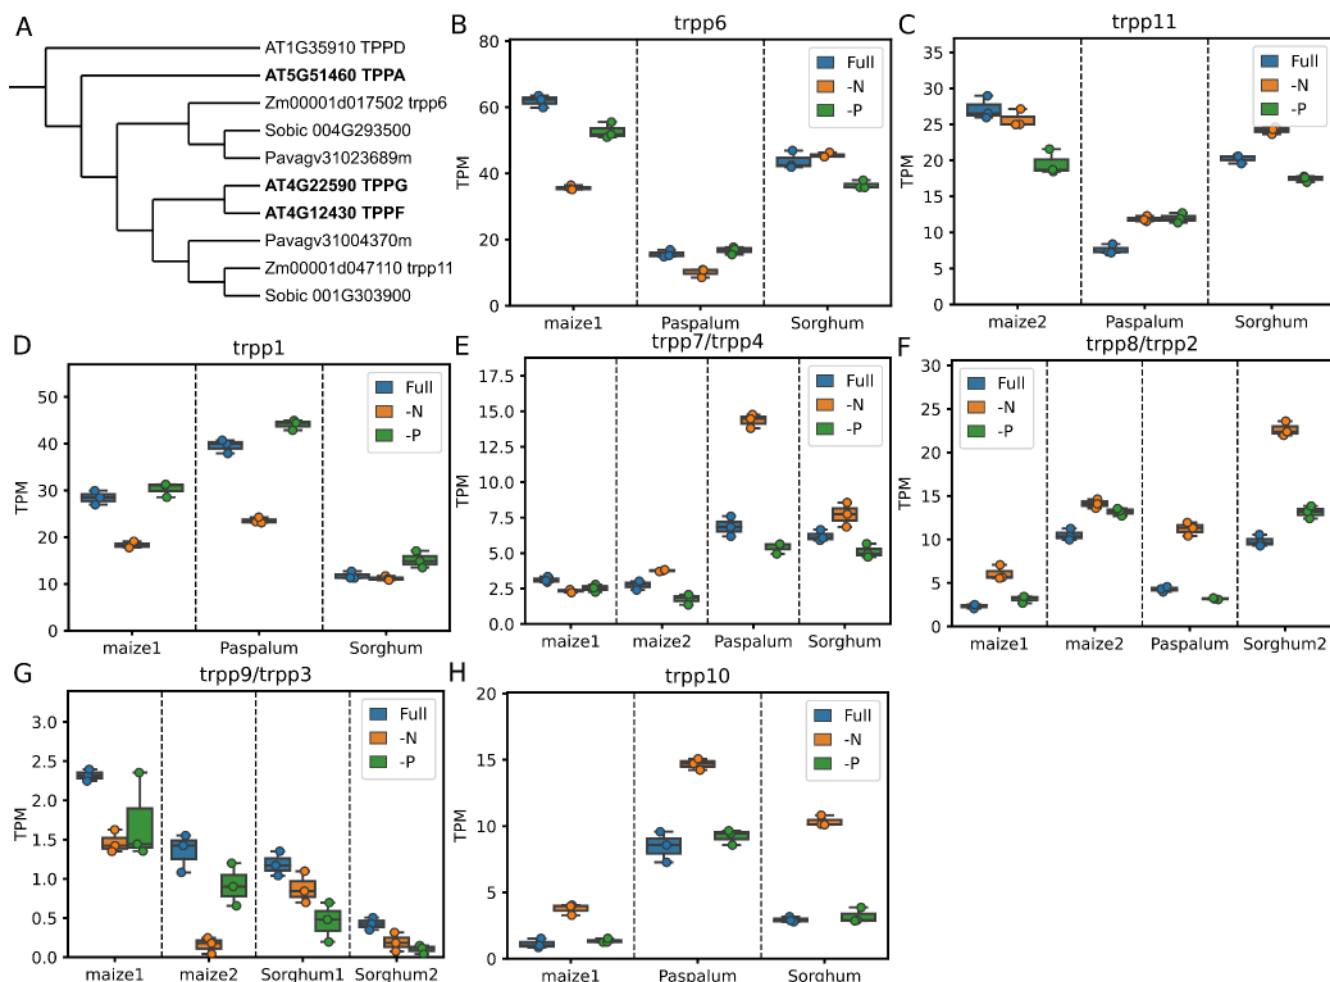 A
AT1G35910 TPPD
AT5G51460 TPPA
Zm00001d017502 trpp6
Sobic 004G293500
Pavagv31023689m
AT4G22590 TPPG
AT4G12430 TPPF
Pavagv31004370m
Zm00001d047110 trpp11
Sobic 001G303900
B
trpp6
TPM
80
60
40
20
0
Full
-N
-P
maize1
Paspalum
Sorghum
C
trpp11
TPM
35
30
25
20
15
10
5
0
Full
-N
-P
maize2
Paspalum
Sorghum
D
trpp1
TPM
50
40
30
20
10
0
Full
-N
-P
maize1
Paspalum
Sorghum
E
trpp7/trpp4
TPM
17.5
15.0
12.5
10.0
7.5
5.0
2.5
0.0
Full
-N
-P
maize1
maize2
Paspalum
Sorghum
F
trpp8/trpp2
TPM
30
25
20
15
10
5
0
Full
-N
-P
maize1
maize2
Paspalum
Sorghum2
G
trpp9/trpp3
TPM
3.0
2.5
2.0
1.5
1.0
0.5
0.0
Full
-N
-P
maize1
maize2
Sorghum1
Sorghum2
H
trpp10
TPM
20
15
10
5
0
Full
-N
-P
maize1
Paspalum
Sorghum